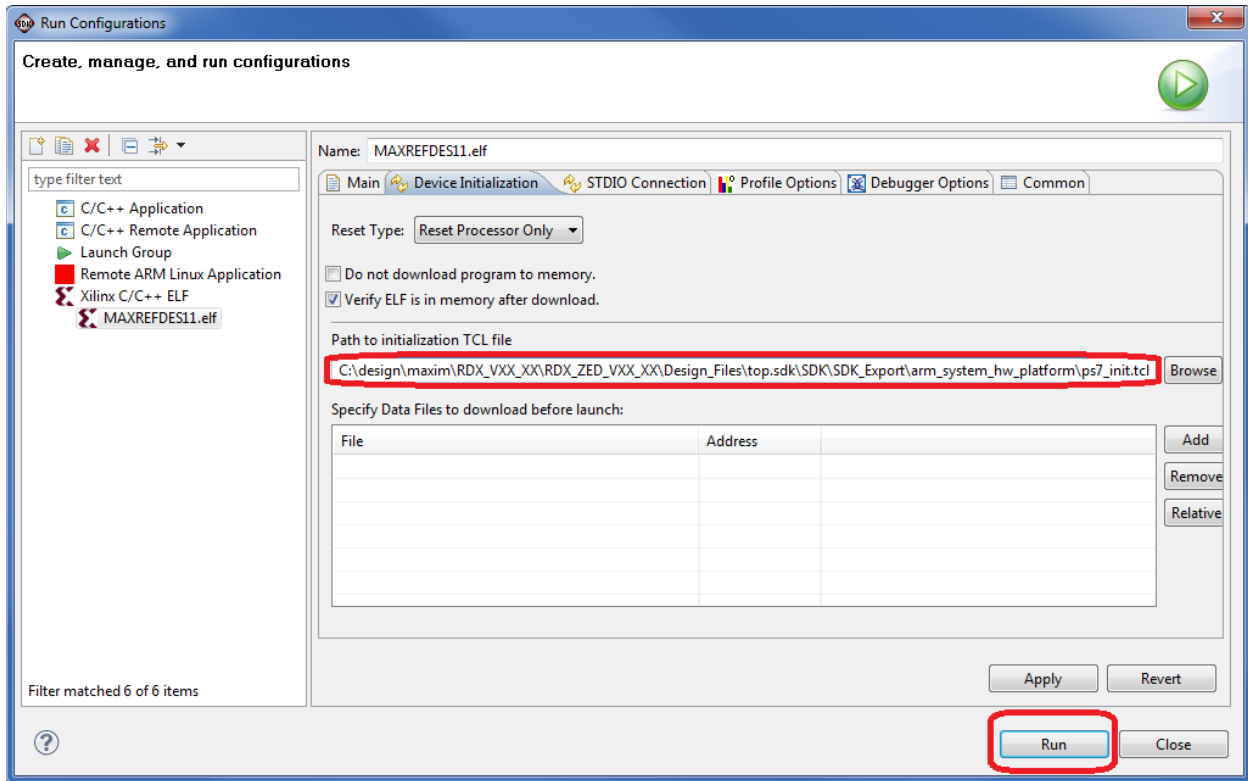 Run Configurations
Create, manage, and run configurations
type filter text
C/C++ Application
C/C++ Remote Application
Launch Group
Remote ARM Linux Application
Xilinx C/C++ ELF
MAXREFDES11.elf
Filter matched 6 of 6 items
Name: MAXREFDES11.elf
Main Device Initialization STDIO Connection Profile Options Debugger Options Common
Reset Type: Reset Processor Only
Do not download program to memory.
Verify ELF is in memory after download.
Path to initialization TCL file
C:\design\maxim\RDX_VXX_XX\RDX_ZED_VXX_XX\Design_Files\top.sdk\SDK\SDK_Export\arm_system_hw_platform\ps7_init.tcl Browse
Specify Data Files to download before launch:
File Address
Add
Remove
Relative
Apply Revert
Run Close